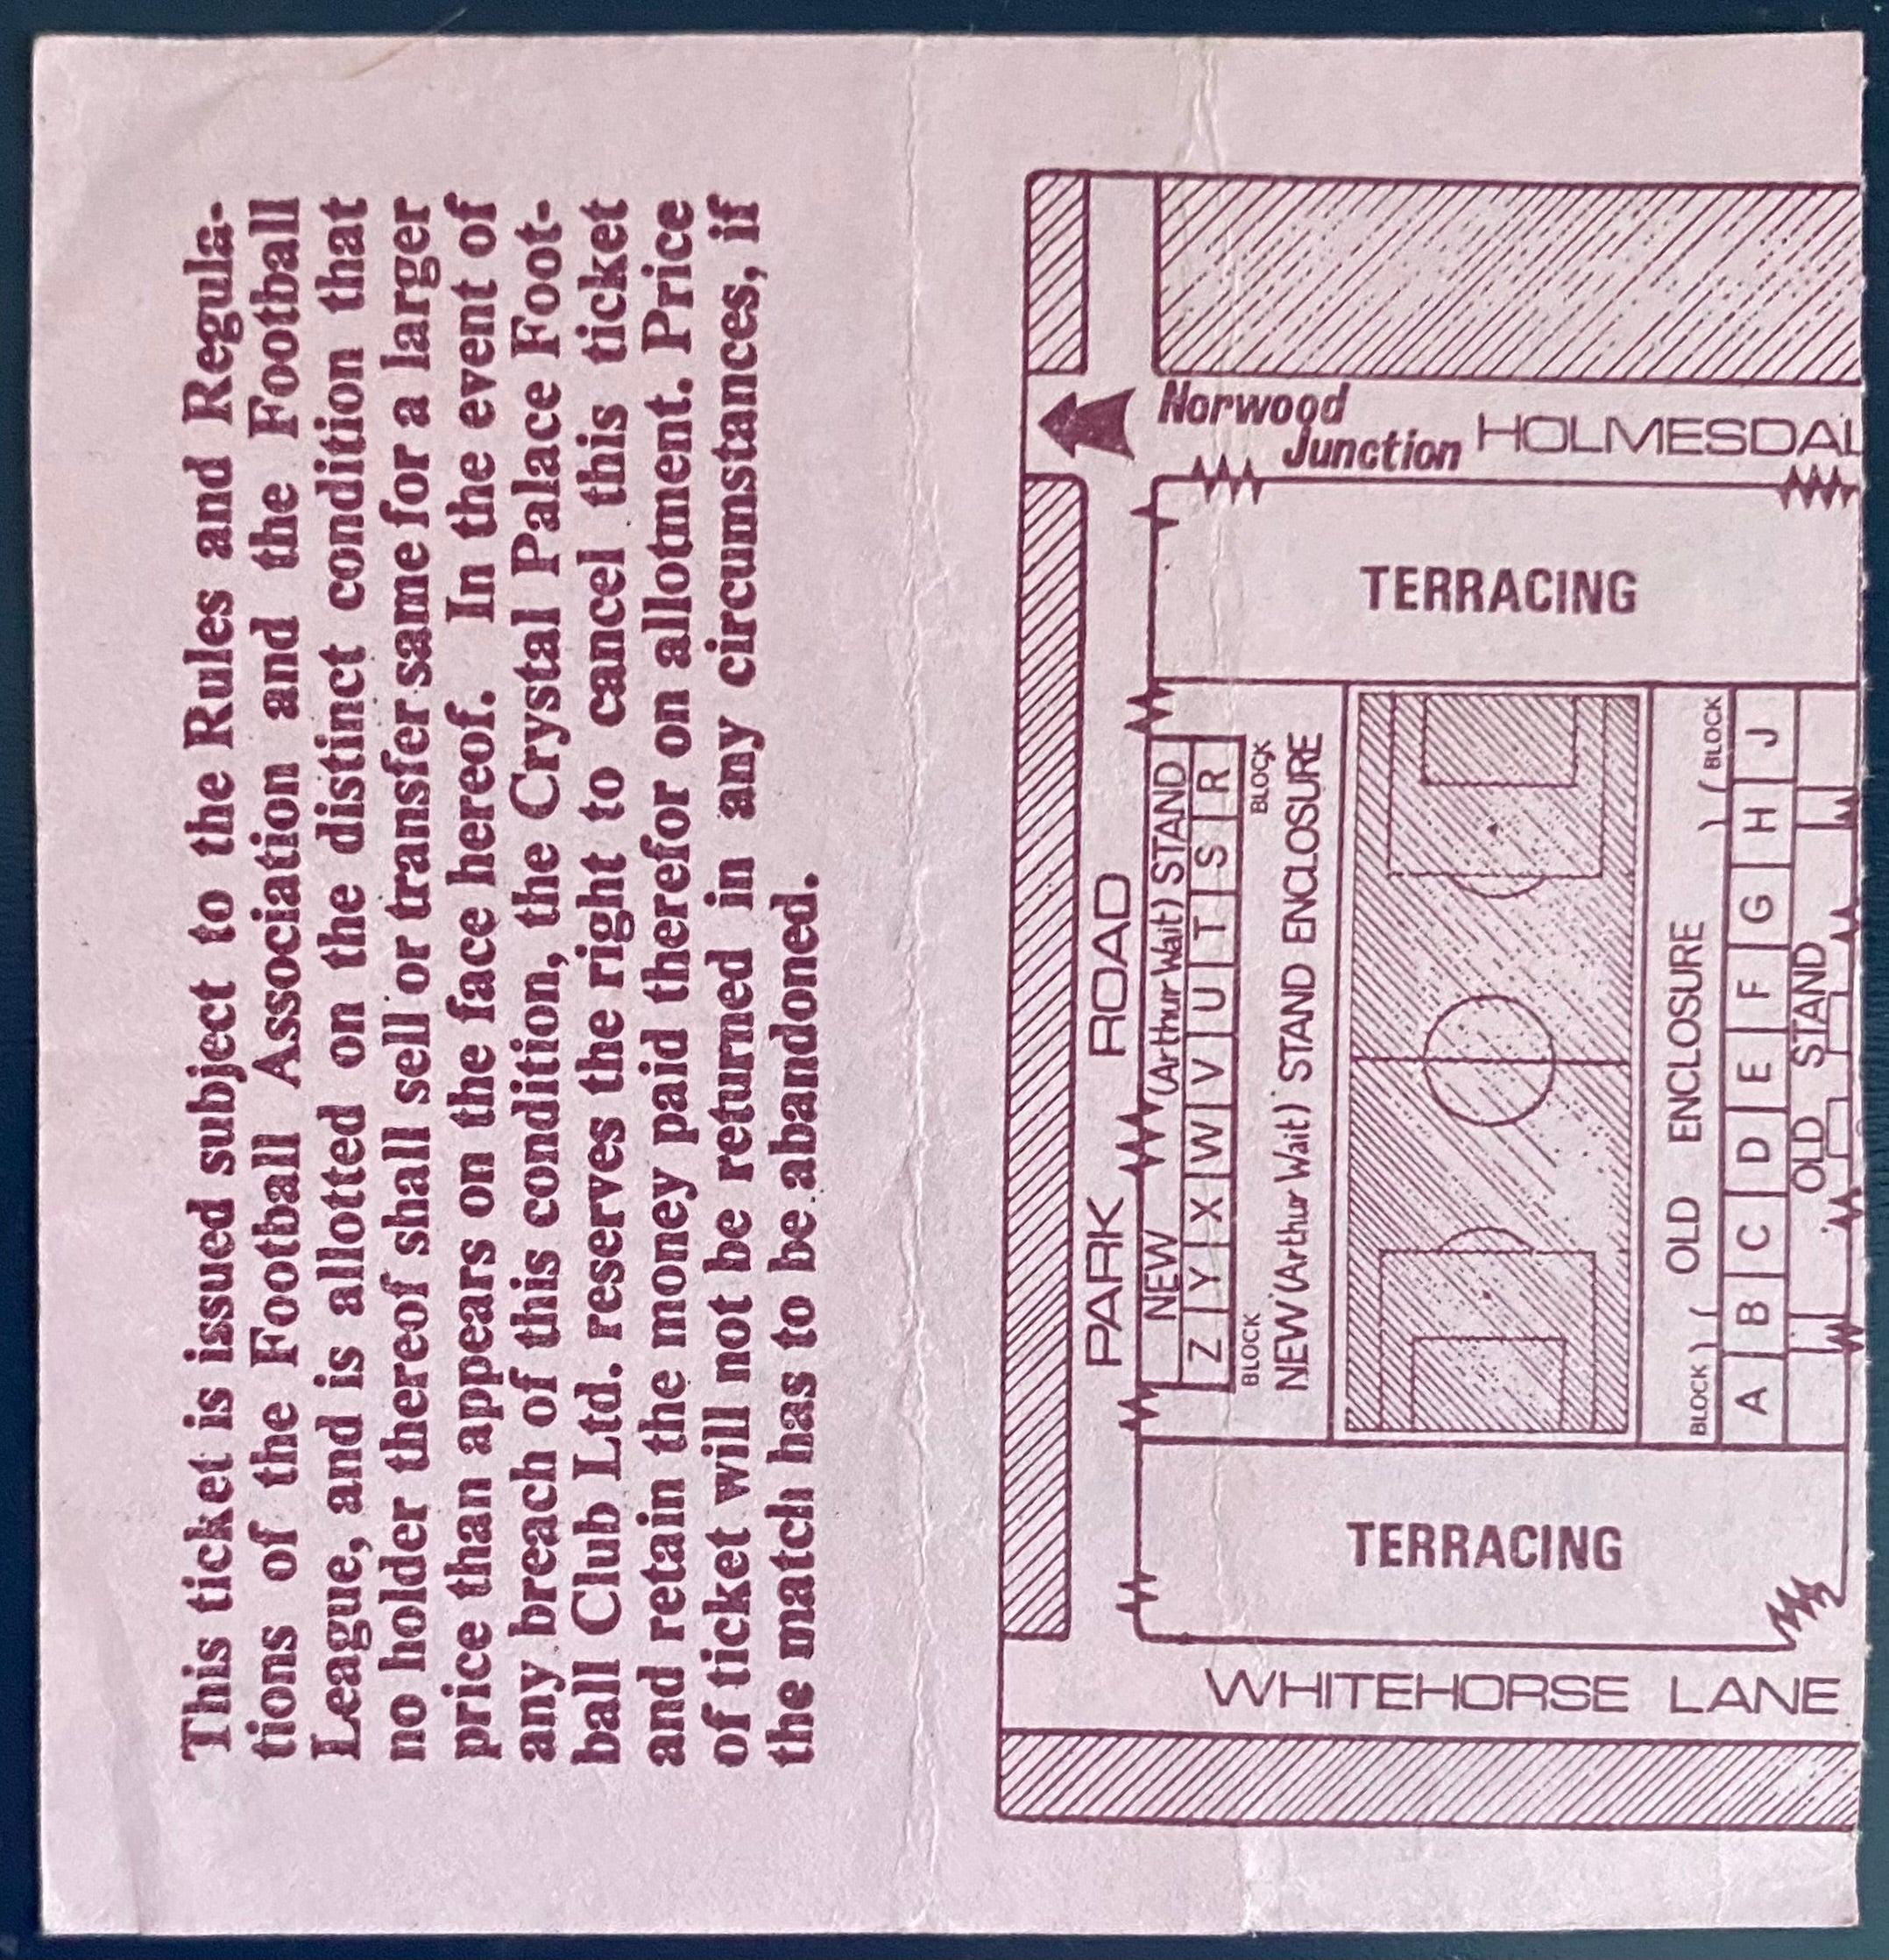 This ticket is issued subject to the Rules and Regula-
tions of the Football Association and the Football
League, and is allotted on the distinct condition that
no holder thereof shall sell or transfer same for a larger
price than appears on the face hereof. In the event of
any breach of this condition, the Crystal Palace Foot-
ball Club Ltd. reserves the right to cancel this ticket
and retain the money paid therefor on allotment. Price
of ticket will not be returned in any circumstances, if
the match has to be abandoned.
Norwood
Junction
HOLMESDAL
TERRACING
PARK ROAD
NEW (Arthur Wait) STAND
Z Y X W V U T S R
BLOCK BLOCK
NEW (Arthur Wait) STAND ENCLOSURE
OLD ENCLOSURE
BLOCK BLOCK
A B C D E F G H J
OLD STAND
TERRACING
WHITEHORSE LANE